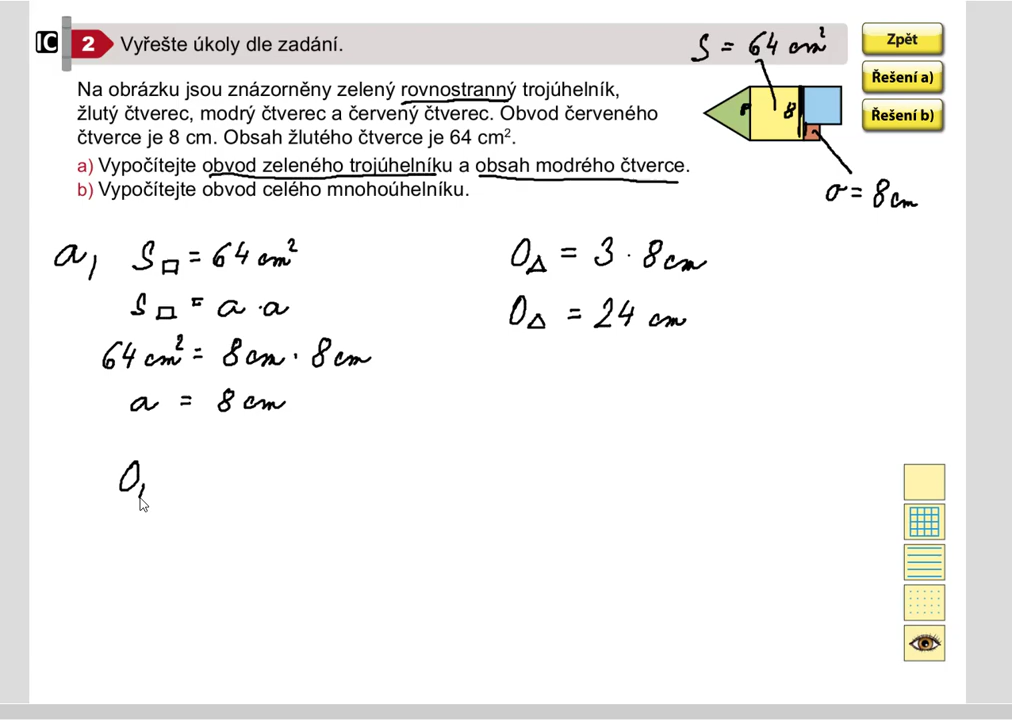 IC 2 Vyřešte úkoly dle zadání.
S = 64 cm²
Zpět
Řešení a)
Řešení b)
Na obrázku jsou znázorněny zelený rovnostranný trojúhelník,
žlutý čtverec, modrý čtverec a červený čtverec. Obvod červeného
čtverce je 8 cm. Obsah žlutého čtverce je 64 cm².
a) Vypočítejte obvod zeleného trojúhelníku a obsah modrého čtverce.
b) Vypočítejte obvod celého mnohoúhelníku.
8
o = 8 cm
a, S□ = 64 cm²
S□ = a · a
64 cm² = 8 cm · 8 cm
a = 8 cm
O△ = 3 · 8 cm
O△ = 24 cm
O,